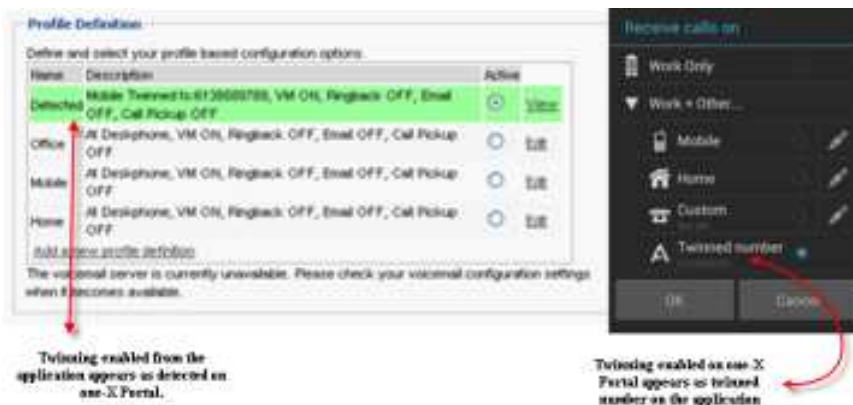 Profile Definition
Define and select your profile based configuration options.
Name Description Active
Detected Mobile Twinned to: VM ON, Ringback OFF, Email
OFF, Call Pickup OFF View
Office At Deskphone, VM ON, Ringback OFF, Email OFF, Call Pickup
OFF Edit
Mobile At Deskphone, VM ON, Ringback OFF, Email OFF, Call Pickup
OFF Edit
Home At Deskphone, VM ON, Ringback OFF, Email OFF, Call Pickup
OFF Edit
Add a new profile definition
The voicemail server is currently unavailable. Please check your voicemail configuration settings
when it becomes available.
Receive calls on
Work Only
Work + Other...
Mobile
Home
Custom
Twinned number
OK Cancel
Twinning enabled from the
application appears as detected on
one-X Portal.
Twinning enabled on one-X
Portal appears as twinned
number on the application